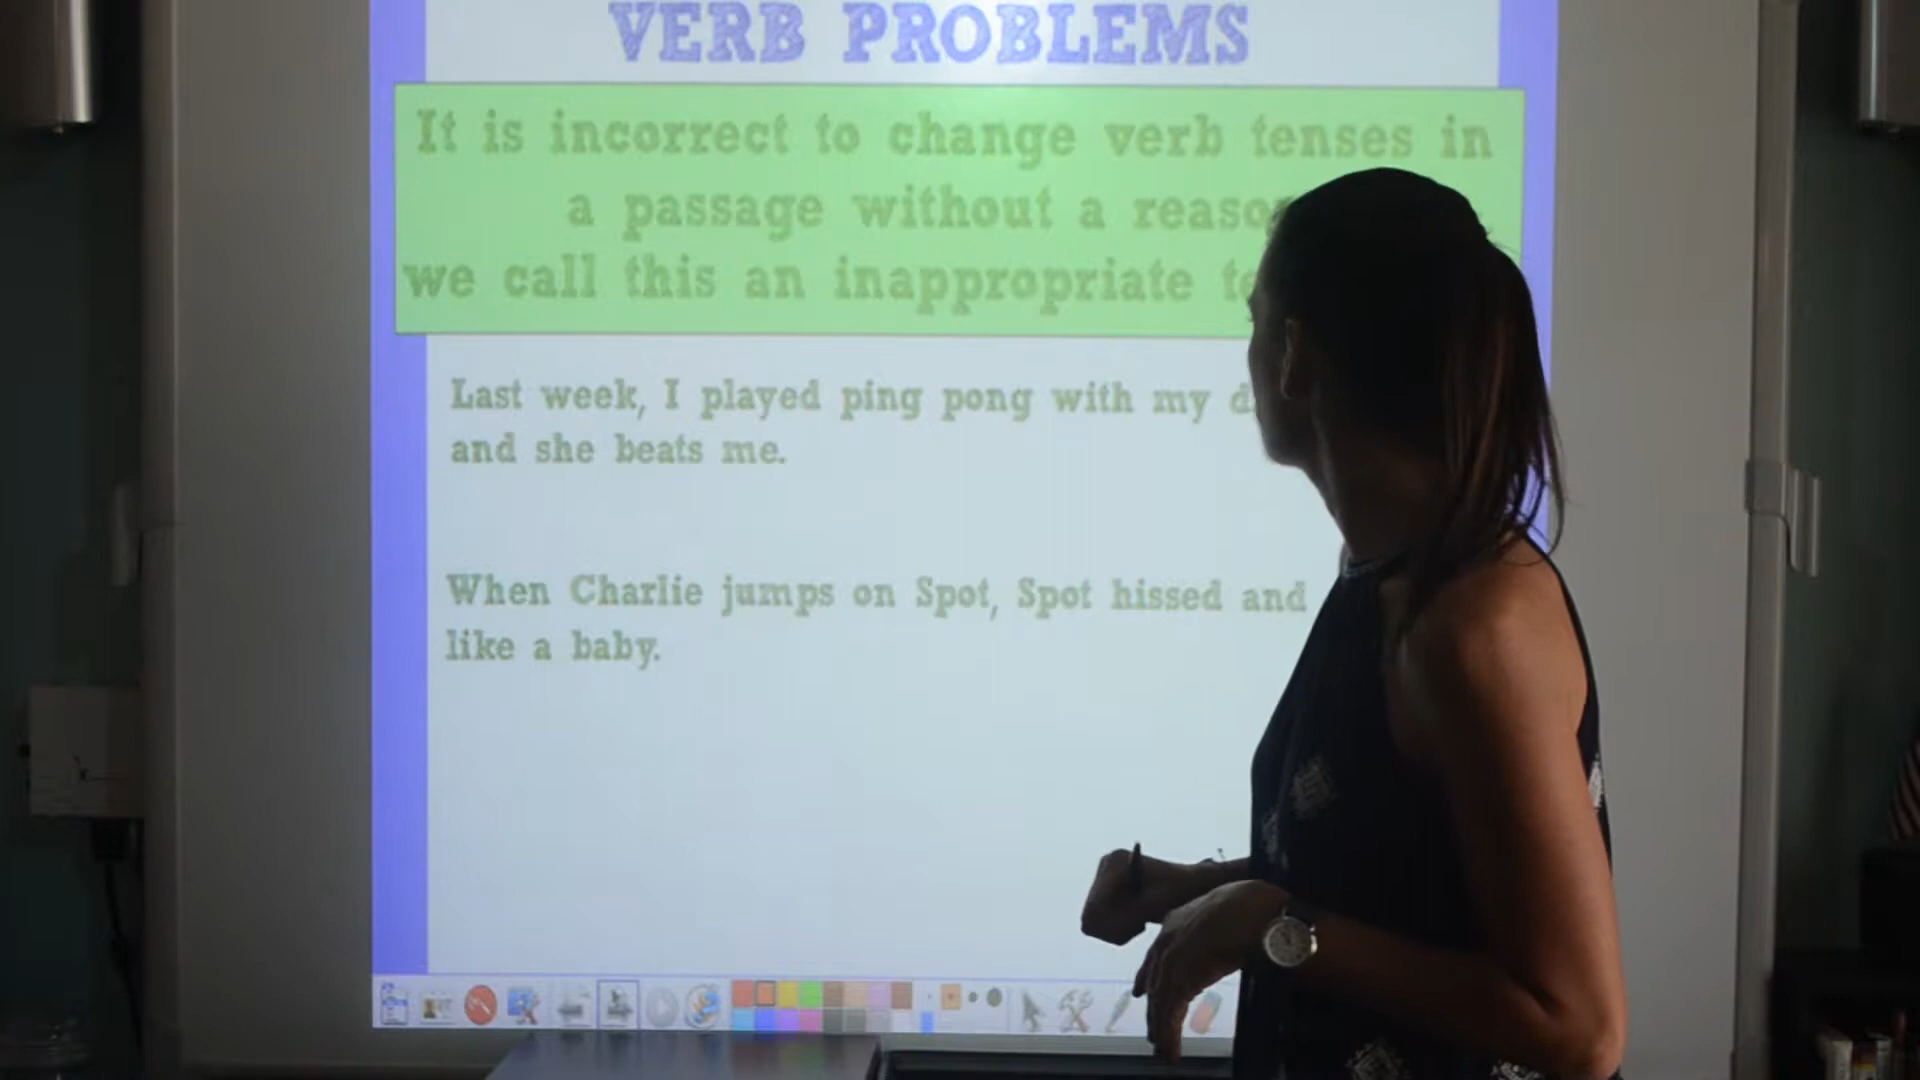 VERB PROBLEMS
It is incorrect to change verb tenses in
a passage without a
we call this an inappropriate
Last week, I played ping pong with my
and she beats me.
When Charlie jumps on Spot, Spot hissed and
like a baby.